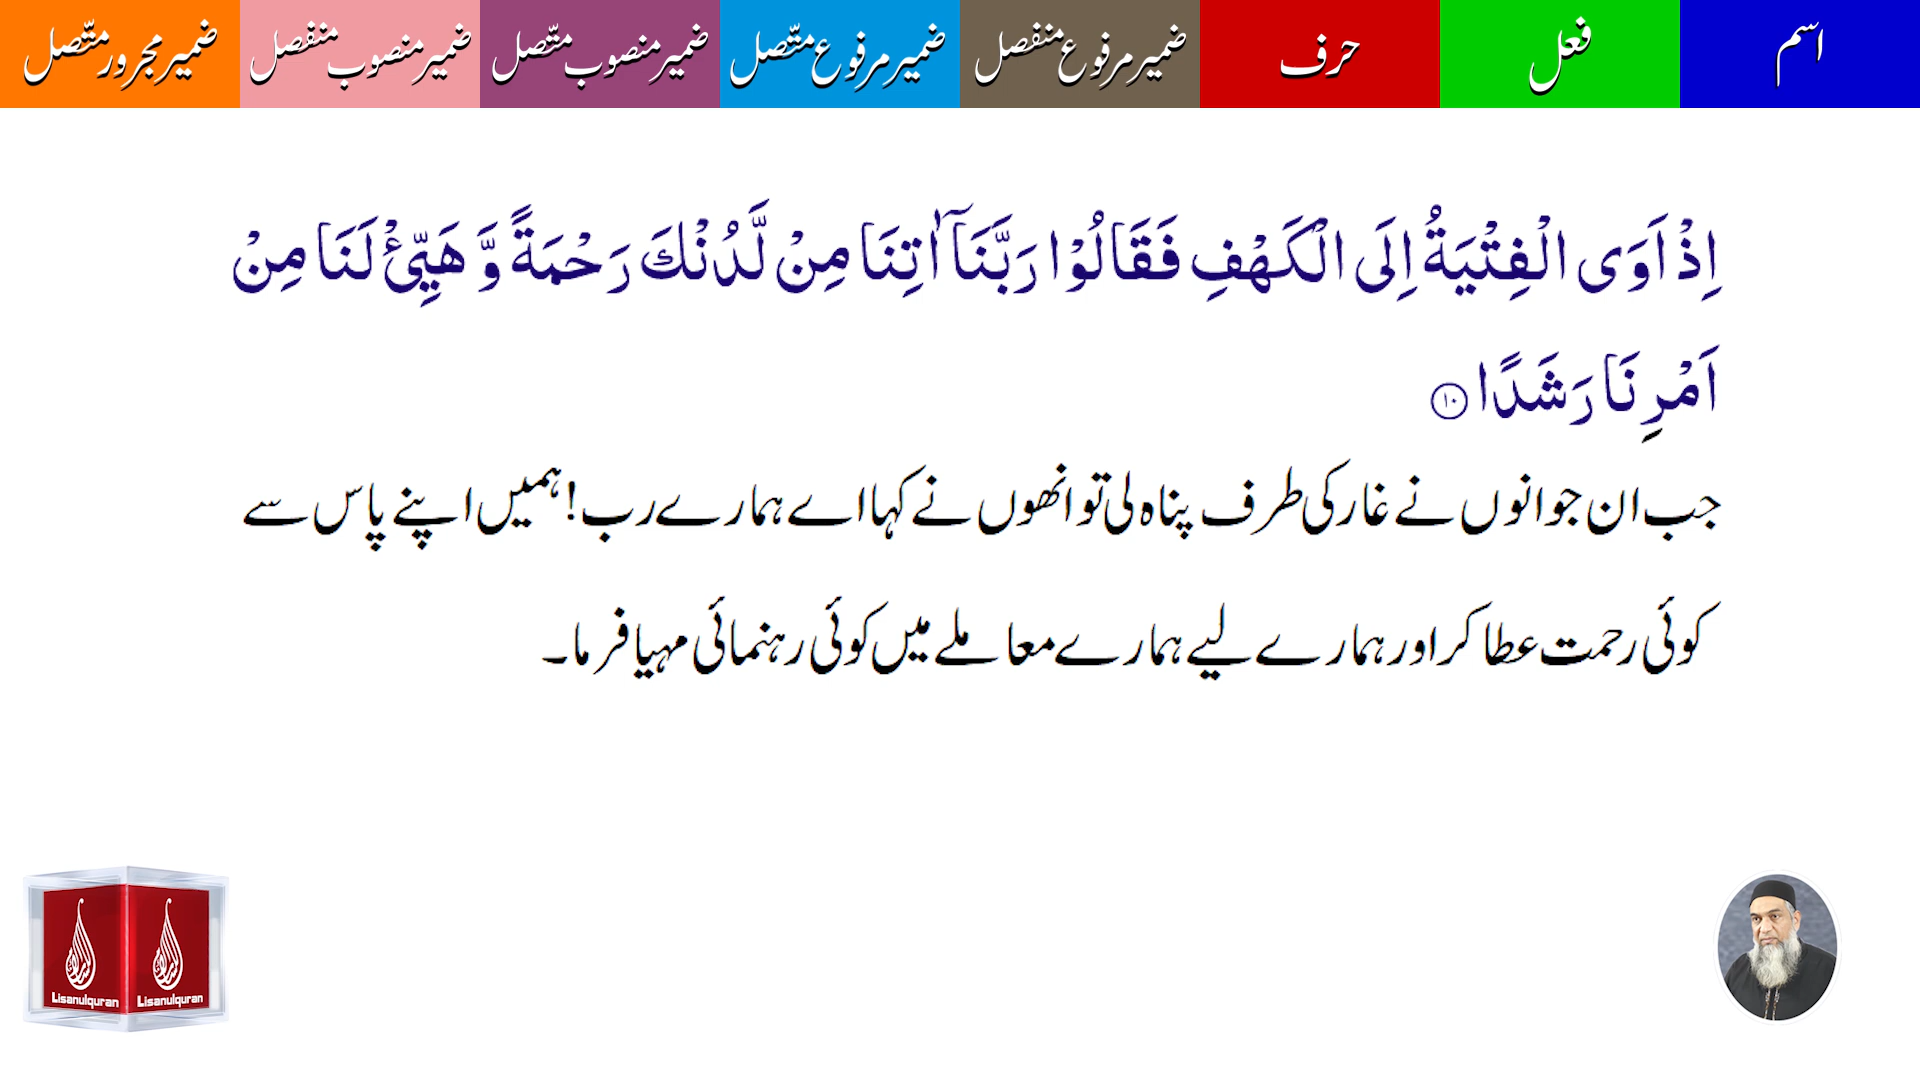 اسم
فعل
حرف
ضمیر مرفوع منفصل
ضمیر مرفوع متّصل
ضمیر منصوب متّصل
ضمیر منصوب منفصل
ضمیر مجرور متّصل
اِذْ اَوَى الْفِتْيَةُ اِلَى الْكَهْفِ فَقَالُوْا رَبَّنَاۤ اٰتِنَا مِنْ لَّدُنْكَ رَحْمَةً وَّ هَيِّئْ لَنَا مِنْ
اَمْرِنَا رَشَدًا ۱۰
جب ان جوانوں نے غار کی طرف پناہ لی تو انھوں نے کہا اے ہمارے رب! ہمیں اپنے پاس سے
کوئی رحمت عطا کر اور ہمارے لیے ہمارے معاملے میں کوئی رہنمائی مہیا فرما۔
Lisanulquran Lisanulquran